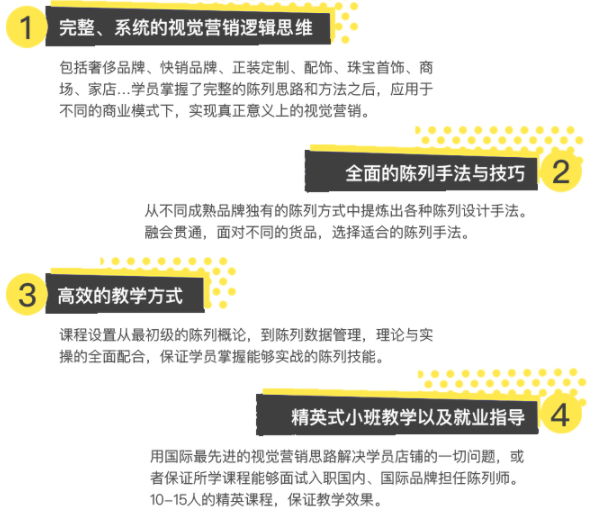 1 完整、系统的视觉营销逻辑思维
包括奢侈品牌、快销品牌、正装定制、配饰、珠宝首饰、商
场、家店...学员掌握了完整的陈列思路和方法之后，应用于
不同的商业模式下，实现真正意义上的视觉营销。
全面的陈列手法与技巧 2
从不同成熟品牌独有的陈列方式中提炼出各种陈列设计手法。
融会贯通，面对不同的货品，选择适合的陈列手法。
3 高效的教学方式
课程设置从最初级的陈列概论，到陈列数据管理，理论与实
操的全面配合，保证学员掌握能够实战的陈列技能。
精英式小班教学以及就业指导 4
用国际最先进的视觉营销思路解决学员店铺的一切问题，或
者保证所学课程能够面试入职国内、国际品牌担任陈列师。
10-15人的精英课程，保证教学效果。